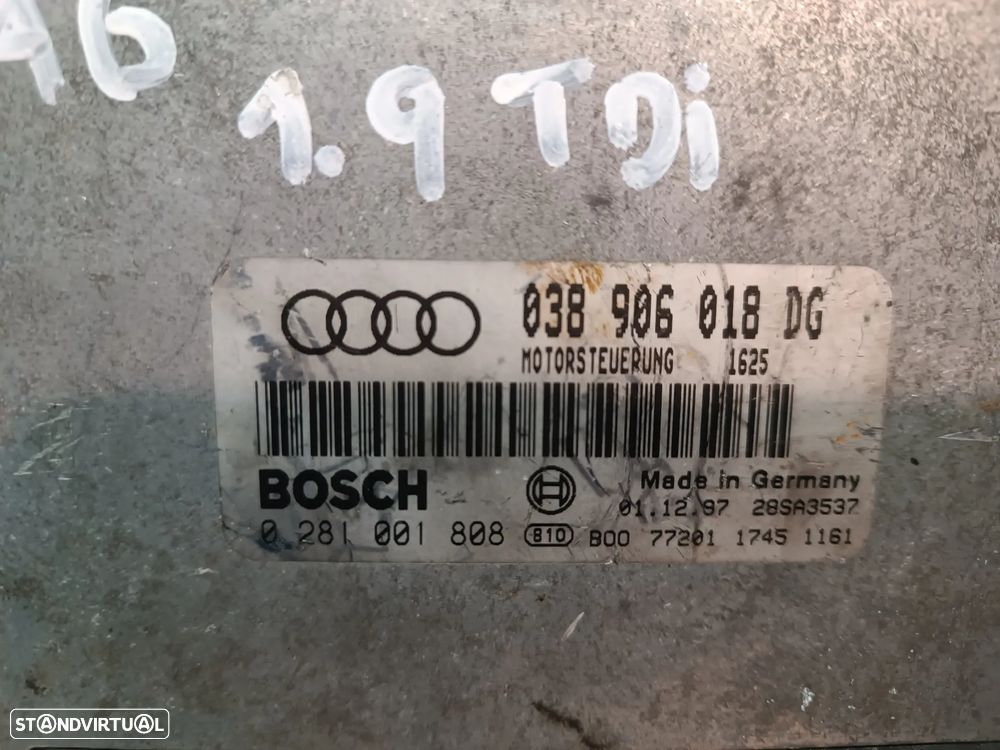 A6
1.9 TDi
038 906 018 DG
MOTORSTEUERUNG 1625
BOSCH
Made in Germany
01.12.97 28SA3537
0 281 001 808 810 B00 77201 1745 1161
STANDVIRTUAL